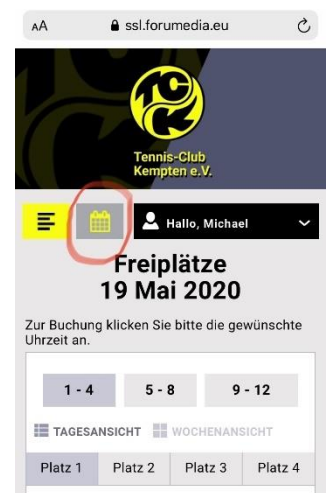 AA ssl.forumedia.eu
TCK
Tennis-Club
Kempten e.V.
Hallo, Michael
Freiplätze
19 Mai 2020
Zur Buchung klicken Sie bitte die gewünschte
Uhrzeit an.
1 - 4 5 - 8 9 - 12
TAGESANSICHT WOCHENANSICHT
Platz 1 Platz 2 Platz 3 Platz 4